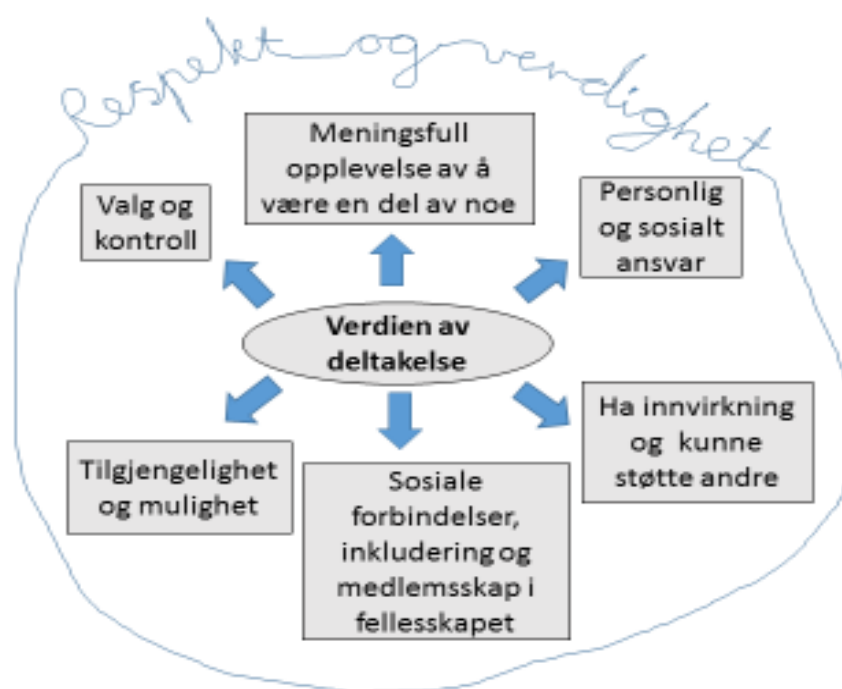 Respekt og verdighet
Meningsfull
opplevelse av å
være en del av noe
Valg og
kontroll
Personlig
og sosialt
ansvar
Verdien av
deltakelse
Ha innvirkning
og kunne
støtte andre
Tilgjengelighet
og mulighet
Sosiale
forbindelser,
inkludering og
medlemsskap i
fellesskapet